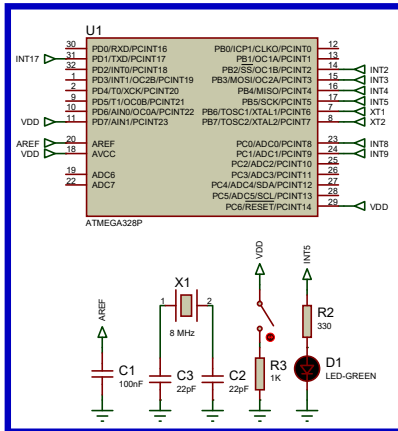 U1
30 PD0/RXD/PCINT16 PB0/ICP1/CLKO/PCINT0 12
INT17 31 PD1/TXD/PCINT17 PB1/OC1A/PCINT1 13
32 PD2/INT0/PCINT18 PB2/SS/OC1B/PCINT2 14 INT2
1 PD3/INT1/OC2B/PCINT19 PB3/MOSI/OC2A/PCINT3 15 INT3
2 PD4/T0/XCK/PCINT20 PB4/MISO/PCINT4 16 INT4
9 PD5/T1/OC0B/PCINT21 PB5/SCK/PCINT5 17 INT5
10 PD6/AIN0/OC0A/PCINT22 PB6/TOSC1/XTAL1/PCINT6 7 XT1
VDD 11 PD7/AIN1/PCINT23 PB7/TOSC2/XTAL2/PCINT7 8 XT2
AREF 20 AREF PC0/ADC0/PCINT8 23 INT8
VDD 18 AVCC PC1/ADC1/PCINT9 24 INT9
PC2/ADC2/PCINT10 25
19 ADC6 PC3/ADC3/PCINT11 26
22 ADC7 PC4/ADC4/SDA/PCINT12 27
PC5/ADC5/SCL/PCINT13 28
PC6/RESET/PCINT14 29 VDD
ATMEGA328P
AREF
C1
100nF
X1
1 2
8 MHz
C3
22pF
C2
22pF
VDD
R3
1K
INT5
R2
330
D1
LED-GREEN